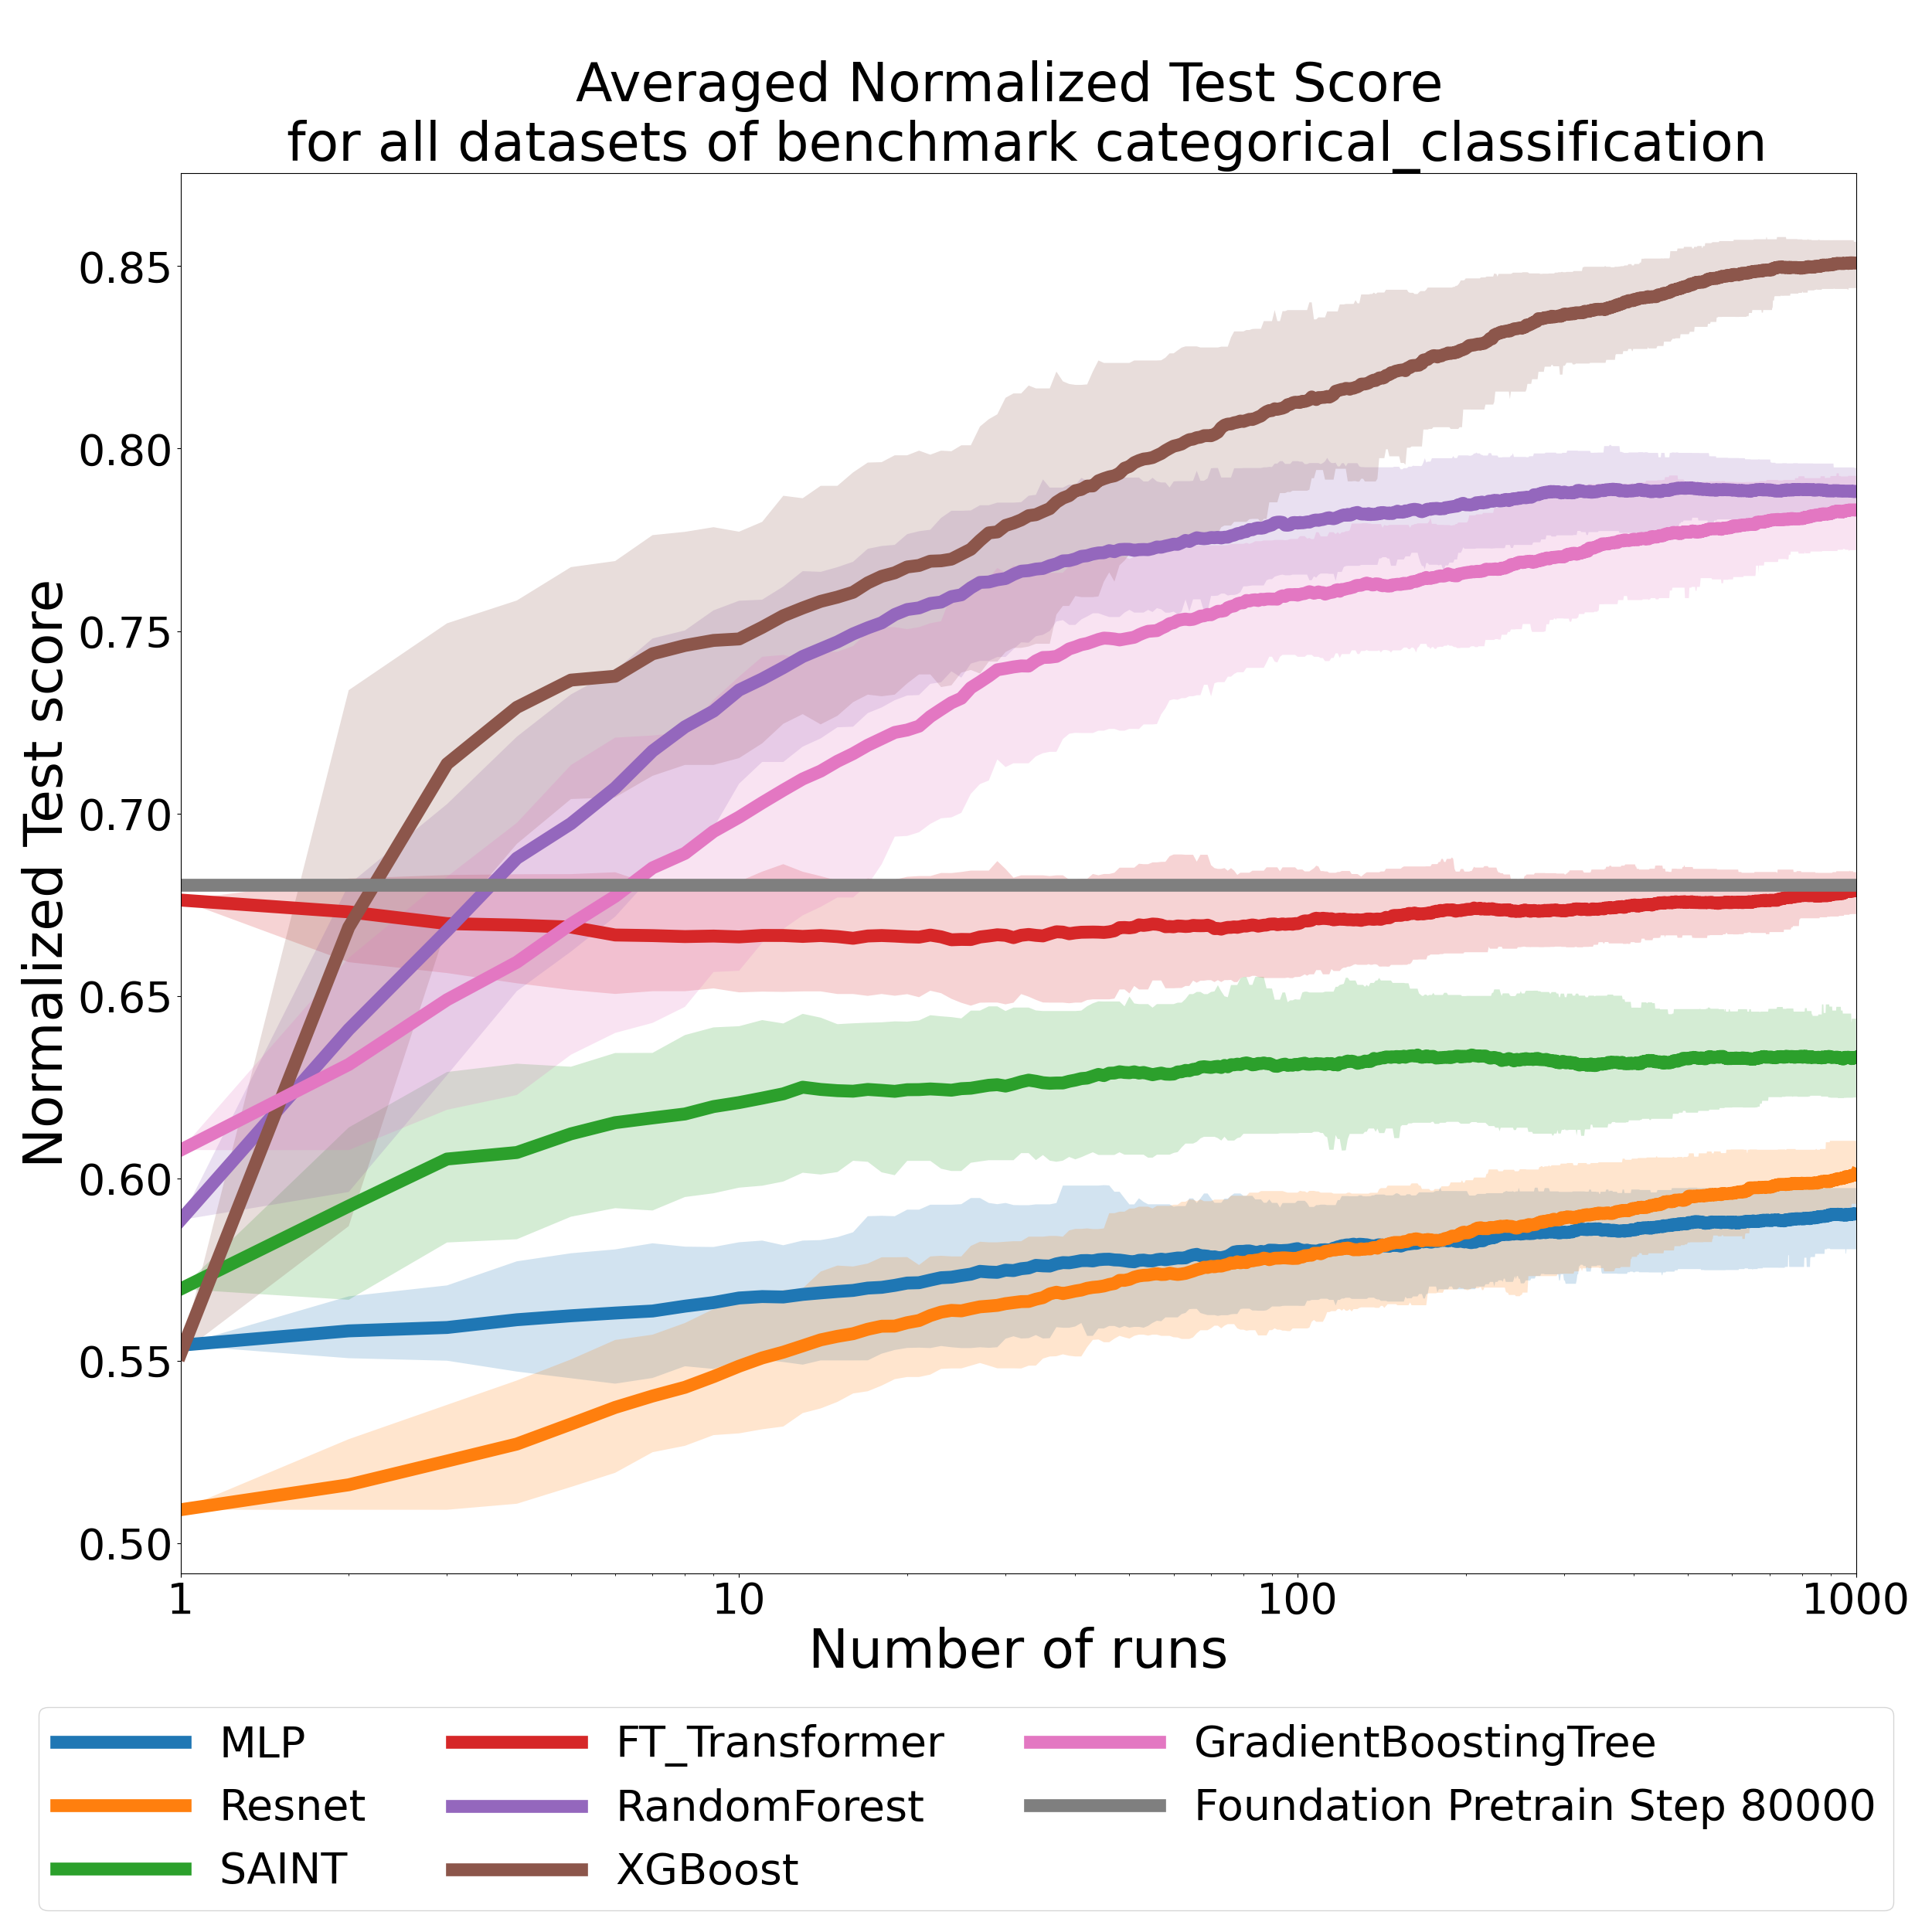 Averaged Normalized Test Score
for all datasets of benchmark categorical_classification
Normalized Test score
0.85
0.80
0.75
0.70
0.65
0.60
0.55
0.50
1 10 100 1000
Number of runs
MLP
Resnet
SAINT
FT_Transformer
RandomForest
XGBoost
GradientBoostingTree
Foundation Pretrain Step 80000